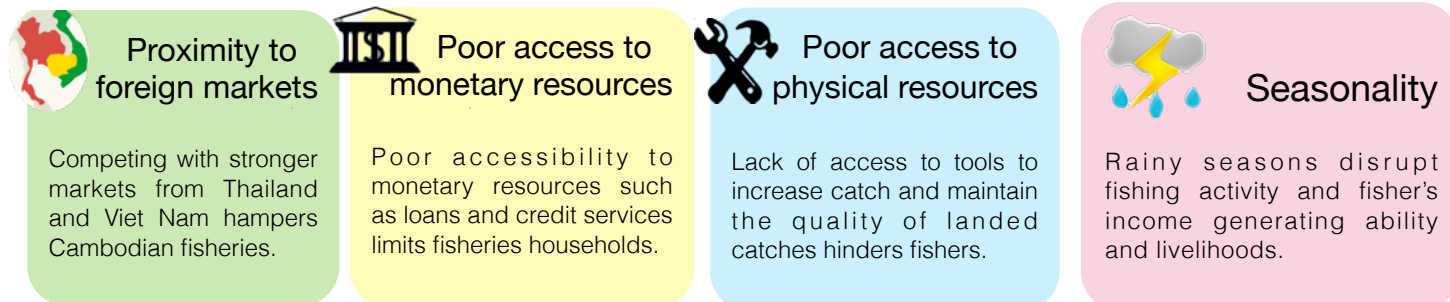 Proximity to
foreign markets
Competing with stronger
markets from Thailand
and Viet Nam hampers
Cambodian fisheries.
Poor access to
monetary resources
Poor accessibility to
monetary resources such
as loans and credit services
limits fisheries households.
Poor access to
physical resources
Lack of access to tools to
increase catch and maintain
the quality of landed
catches hinders fishers.
Seasonality
Rainy seasons disrupt
fishing activity and fisher’s
income generating ability
and livelihoods.